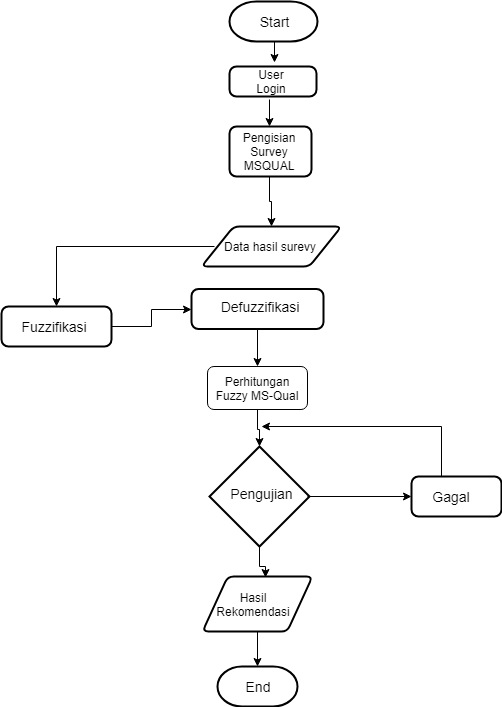 Start
User
Login
Pengisian
Survey
MSQUAL
Data hasil surevy
Fuzzifikasi
Defuzzifikasi
Perhitungan
Fuzzy MS-Qual
Pengujian
Gagal
Hasil
Rekomendasi
End